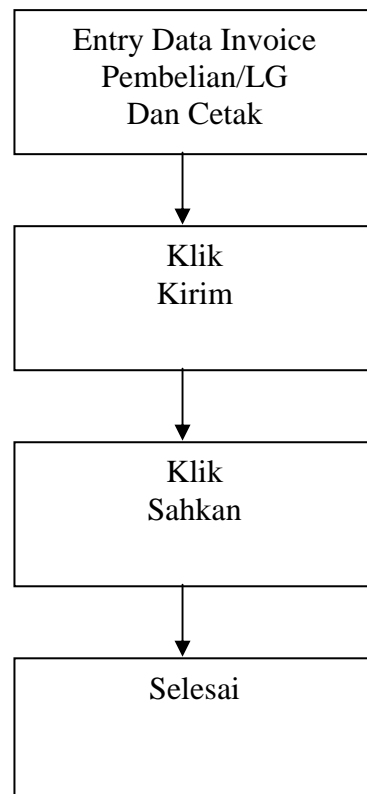 Entry Data Invoice
Pembelian/LG
Dan Cetak
Klik
Kirim
Klik
Sahkan
Selesai